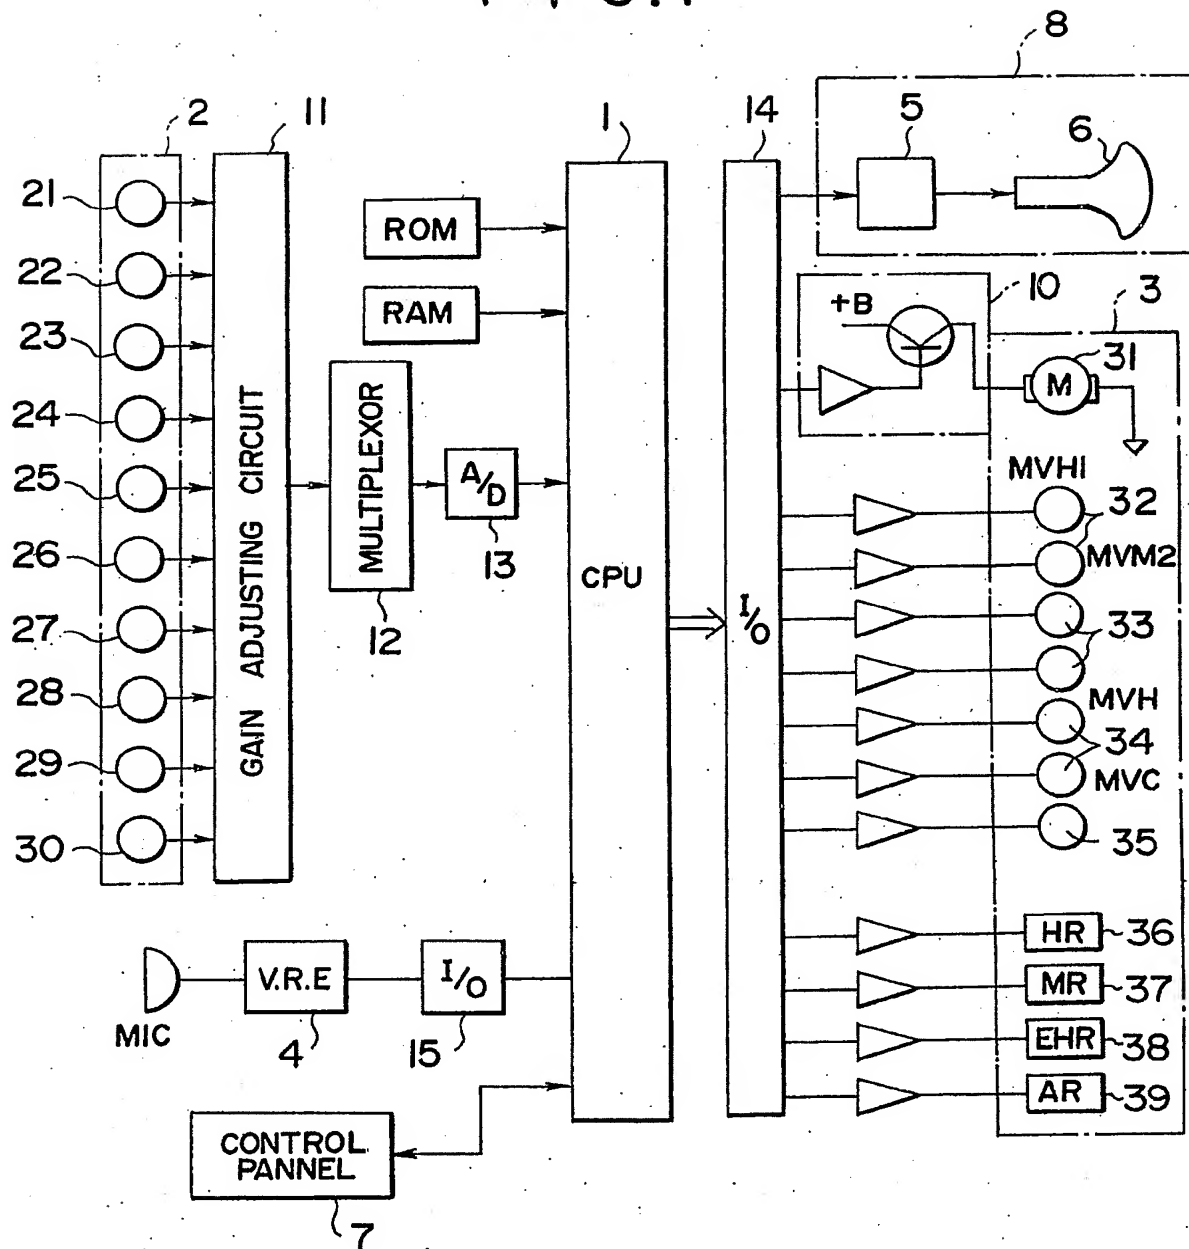 FIG.1
8
2
11
1
14
5
6
21
ROM
22
RAM
10
3
+B
31
M
23
24
25
26
27
28
29
30
GAIN ADJUSTING CIRCUIT
MULTIPLEXOR
12
A/D
13
CPU
I/O
MVH1
32
MVM2
33
MVH
34
MVC
35
HR
36
MR
37
EHR
38
AR
39
MIC
V.R.E
4
I/O
15
CONTROL
PANNEL
7